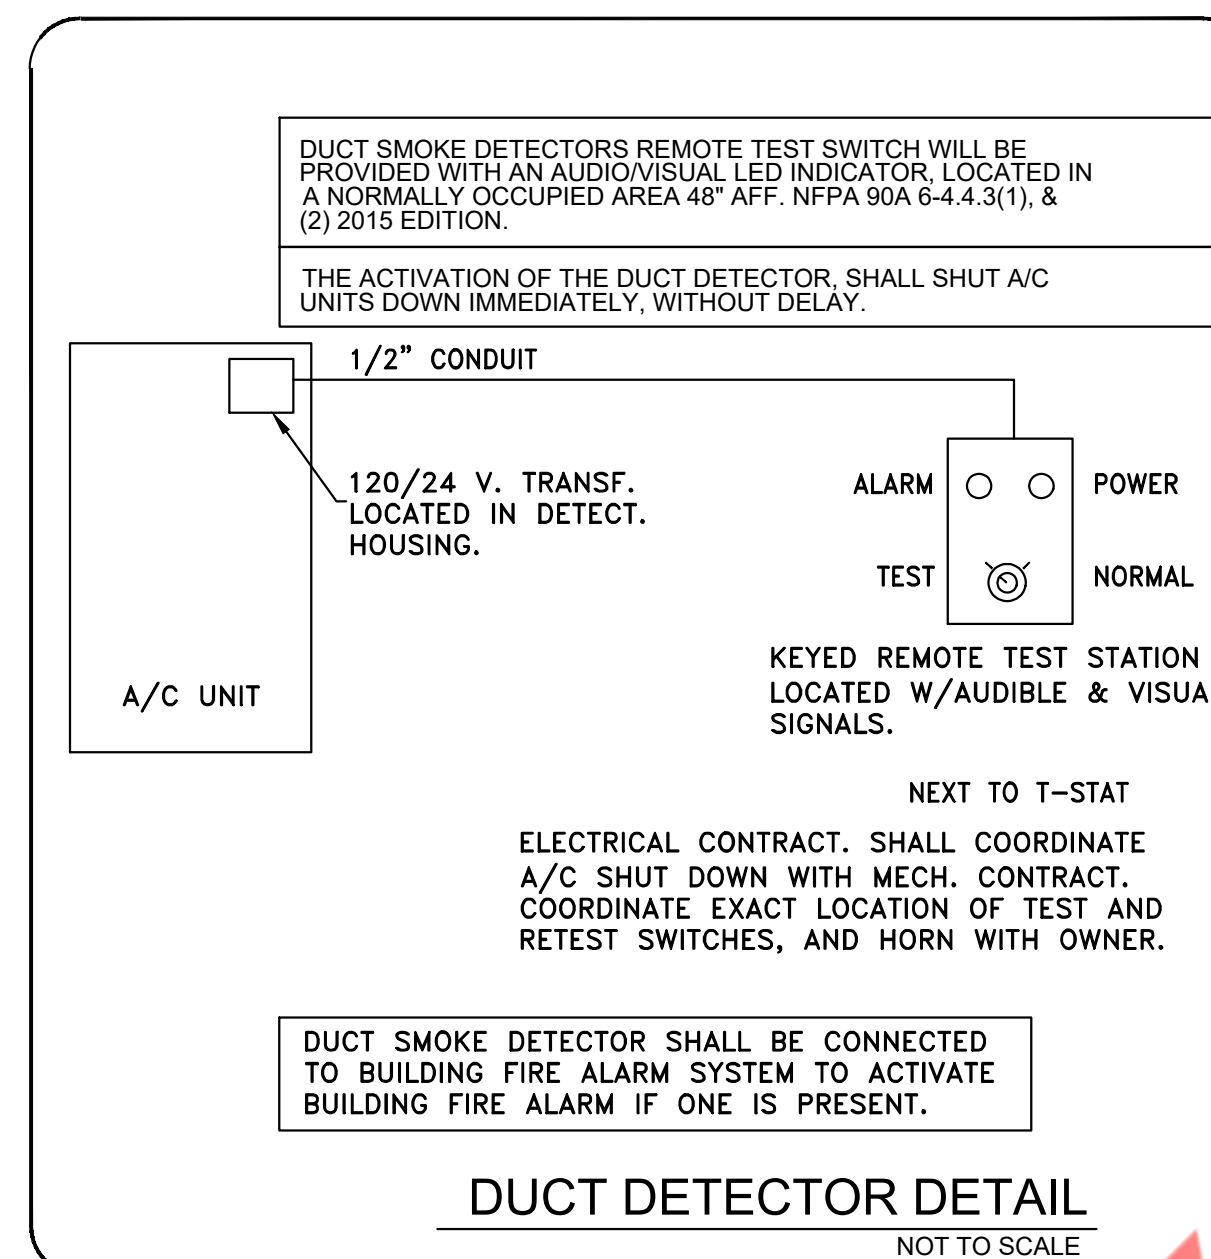 DUCT SMOKE DETECTORS REMOTE TEST SWITCH WILL BE
PROVIDED WITH AN AUDIO/VISUAL LED INDICATOR, LOCATED IN
A NORMALLY OCCUPIED AREA 48" AFF. NFPA 90A 6-4.4.3(1), &
(2) 2015 EDITION.
THE ACTIVATION OF THE DUCT DETECTOR, SHALL SHUT A/C
UNITS DOWN IMMEDIATELY, WITHOUT DELAY.
1/2” CONDUIT
120/24 V. TRANSF.
LOCATED IN DETECT.
HOUSING.
A/C UNIT
ALARM
POWER
TEST
NORMAL
KEYED REMOTE TEST STATION
LOCATED W/AUDIBLE & VISUA
SIGNALS.
NEXT TO T-STAT
ELECTRICAL CONTRACT. SHALL COORDINATE
A/C SHUT DOWN WITH MECH. CONTRACT.
COORDINATE EXACT LOCATION OF TEST AND
RETEST SWITCHES, AND HORN WITH OWNER.
DUCT SMOKE DETECTOR SHALL BE CONNECTED
TO BUILDING FIRE ALARM SYSTEM TO ACTIVATE
BUILDING FIRE ALARM IF ONE IS PRESENT.
DUCT DETECTOR DETAIL
NOT TO SCALE